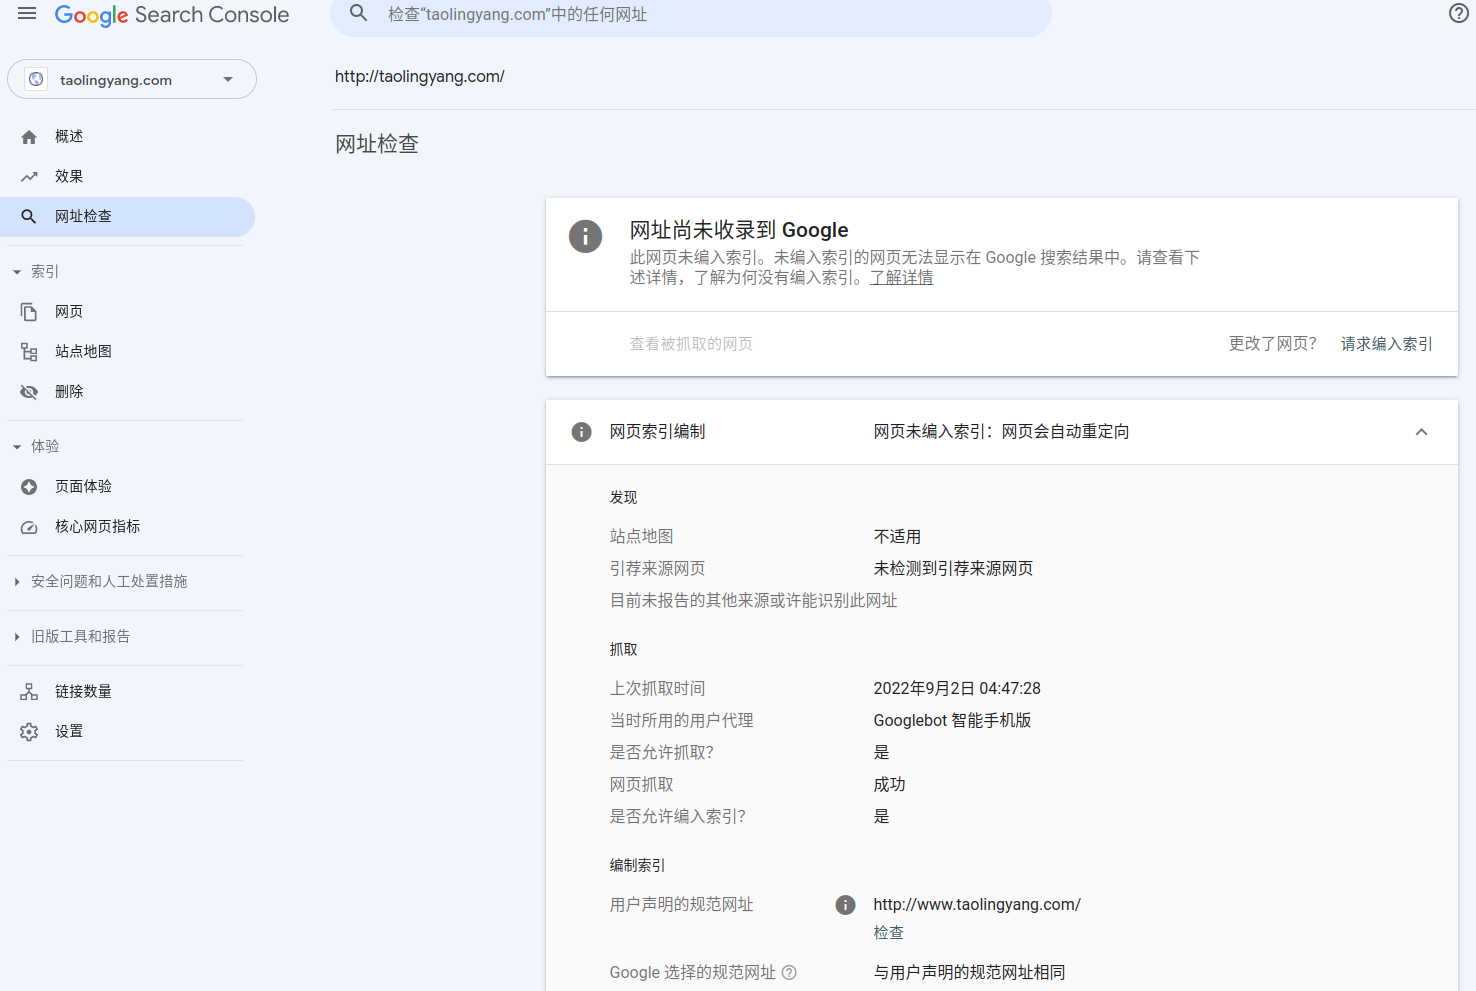 Google Search Console
检查“taolingyang.com”中的任何网址
taolingyang.com
http://taolingyang.com/
概述
效果
网址检查
索引
网页
站点地图
删除
体验
页面体验
核心网页指标
安全问题和人工处置措施
旧版工具和报告
链接数量
设置
网址检查
网址尚未收录到 Google
此网页未编入索引。未编入索引的网页无法显示在 Google 搜索结果中。请查看下
述详情，了解为何没有编入索引。了解详情
查看被抓取的网页
更改了网页？ 请求编入索引
网页索引编制 网页未编入索引：网页会自动重定向
发现
站点地图 不适用
引荐来源网页 未检测到引荐来源网页
目前未报告的其他来源或许能识别此网址
抓取
上次抓取时间 2022年9月2日 04:47:28
当时所用的用户代理 Googlebot 智能手机版
是否允许抓取？ 是
网页抓取 成功
是否允许编入索引？ 是
编制索引
用户声明的规范网址 http://www.taolingyang.com/
检查
Google 选择的规范网址 与用户声明的规范网址相同